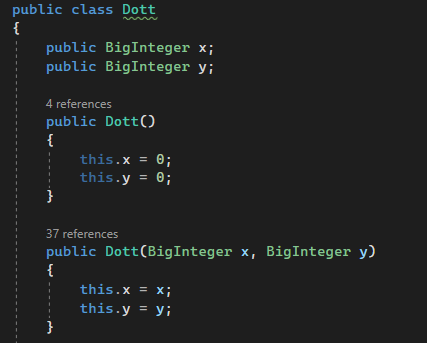 public class Dott
{
public BigInteger x;
public BigInteger y;
4 references
public Dott()
{
this.x = 0;
this.y = 0;
}
37 references
public Dott(BigInteger x, BigInteger y)
{
this.x = x;
this.y = y;
}